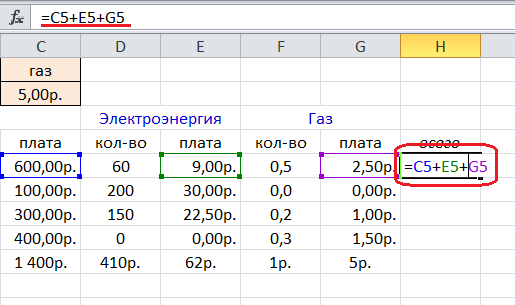 fx =C5+E5+G5
C D E F G H
газ
5,00р.
Электроэнергия Газ
плата кол-во плата кол-во плата всего
600,00р. 60 9,00р. 0,5 2,50р. =C5+E5+G5
100,00р. 200 30,00р. 0,0 0,00р.
300,00р. 150 22,50р. 0,2 1,00р.
400,00р. 0 0,00р. 0,3 1,50р.
1 400р. 410р. 62р. 1р. 5р.